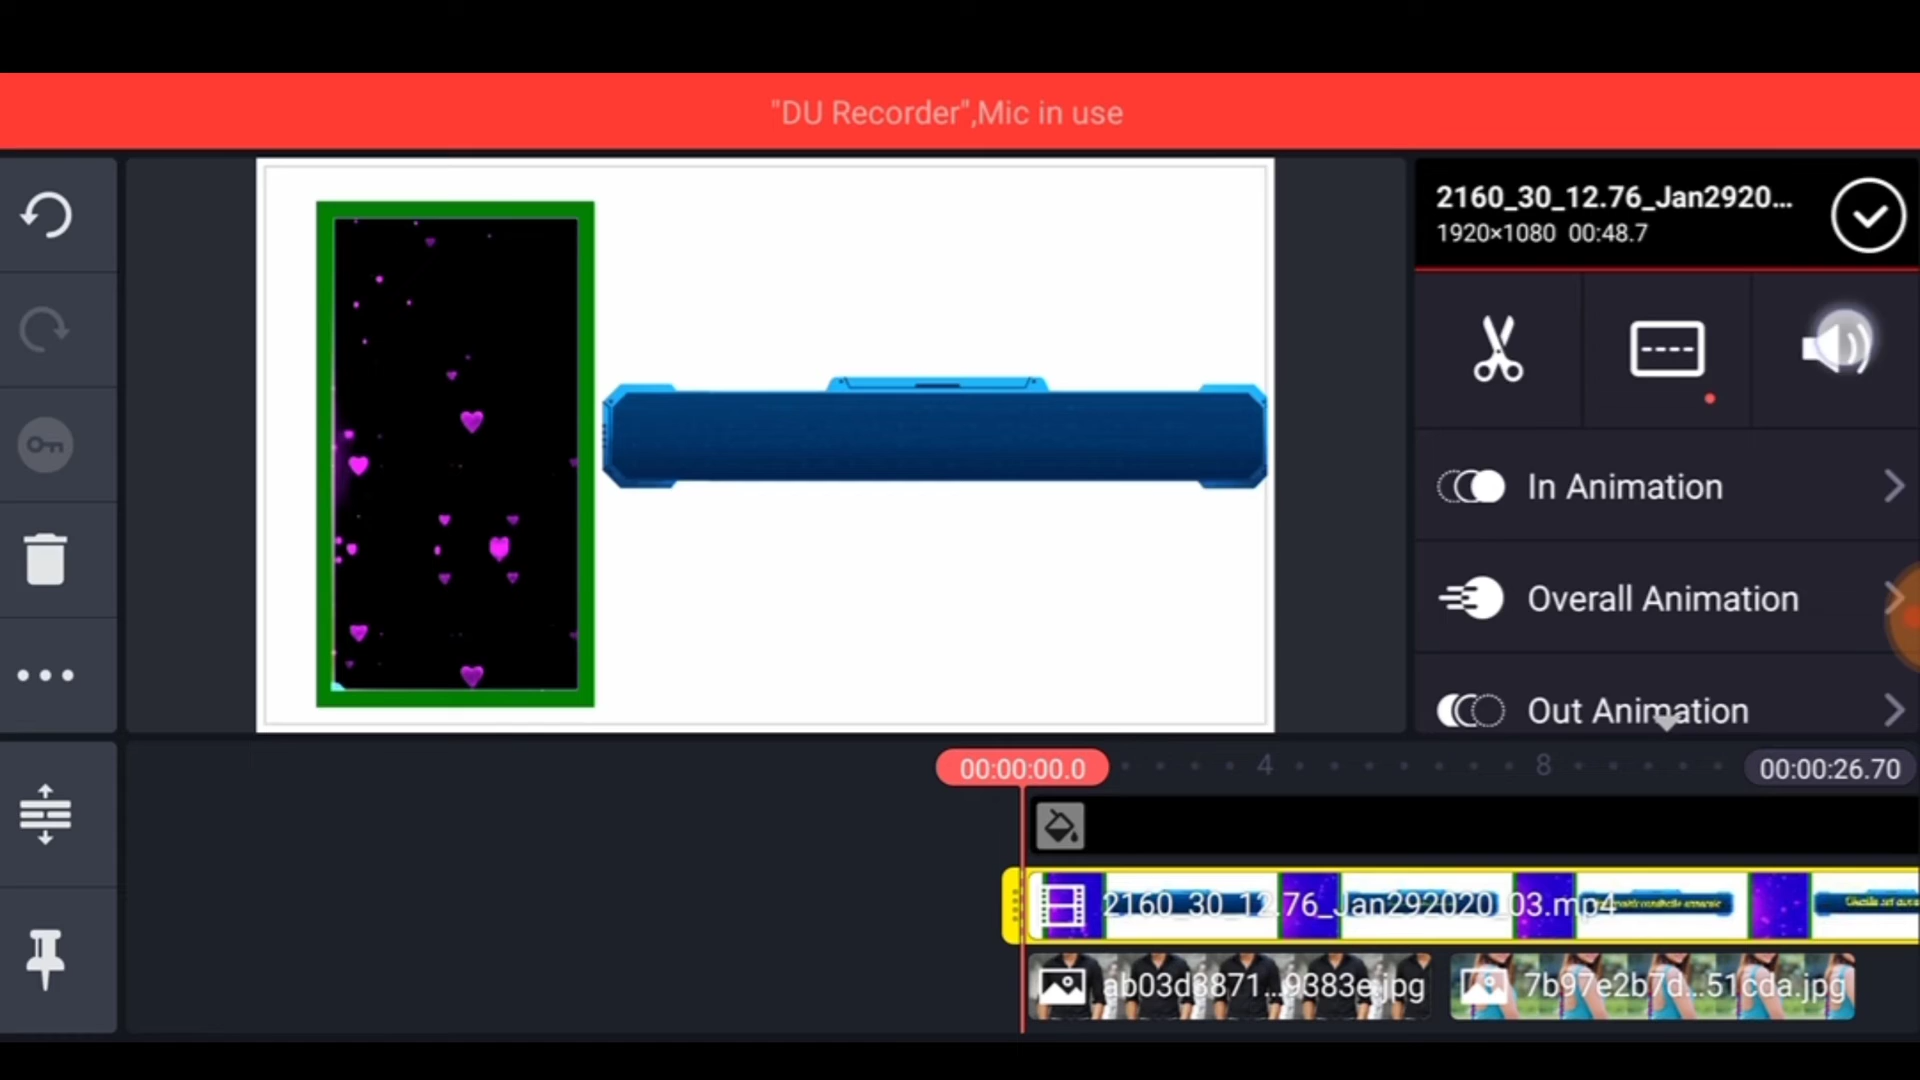 "DU Recorder",Mic in use
2160_30_12.76_Jan2920...
1920×1080 00:48.7
In Animation
Overall Animation
Out Animation
00:00:00.0
4
8
00:00:26.70
2160_30_12.76_Jan292020_03.mp4
ab03d3871...9383e.jpg
7b97e2b7d...51cda.jpg